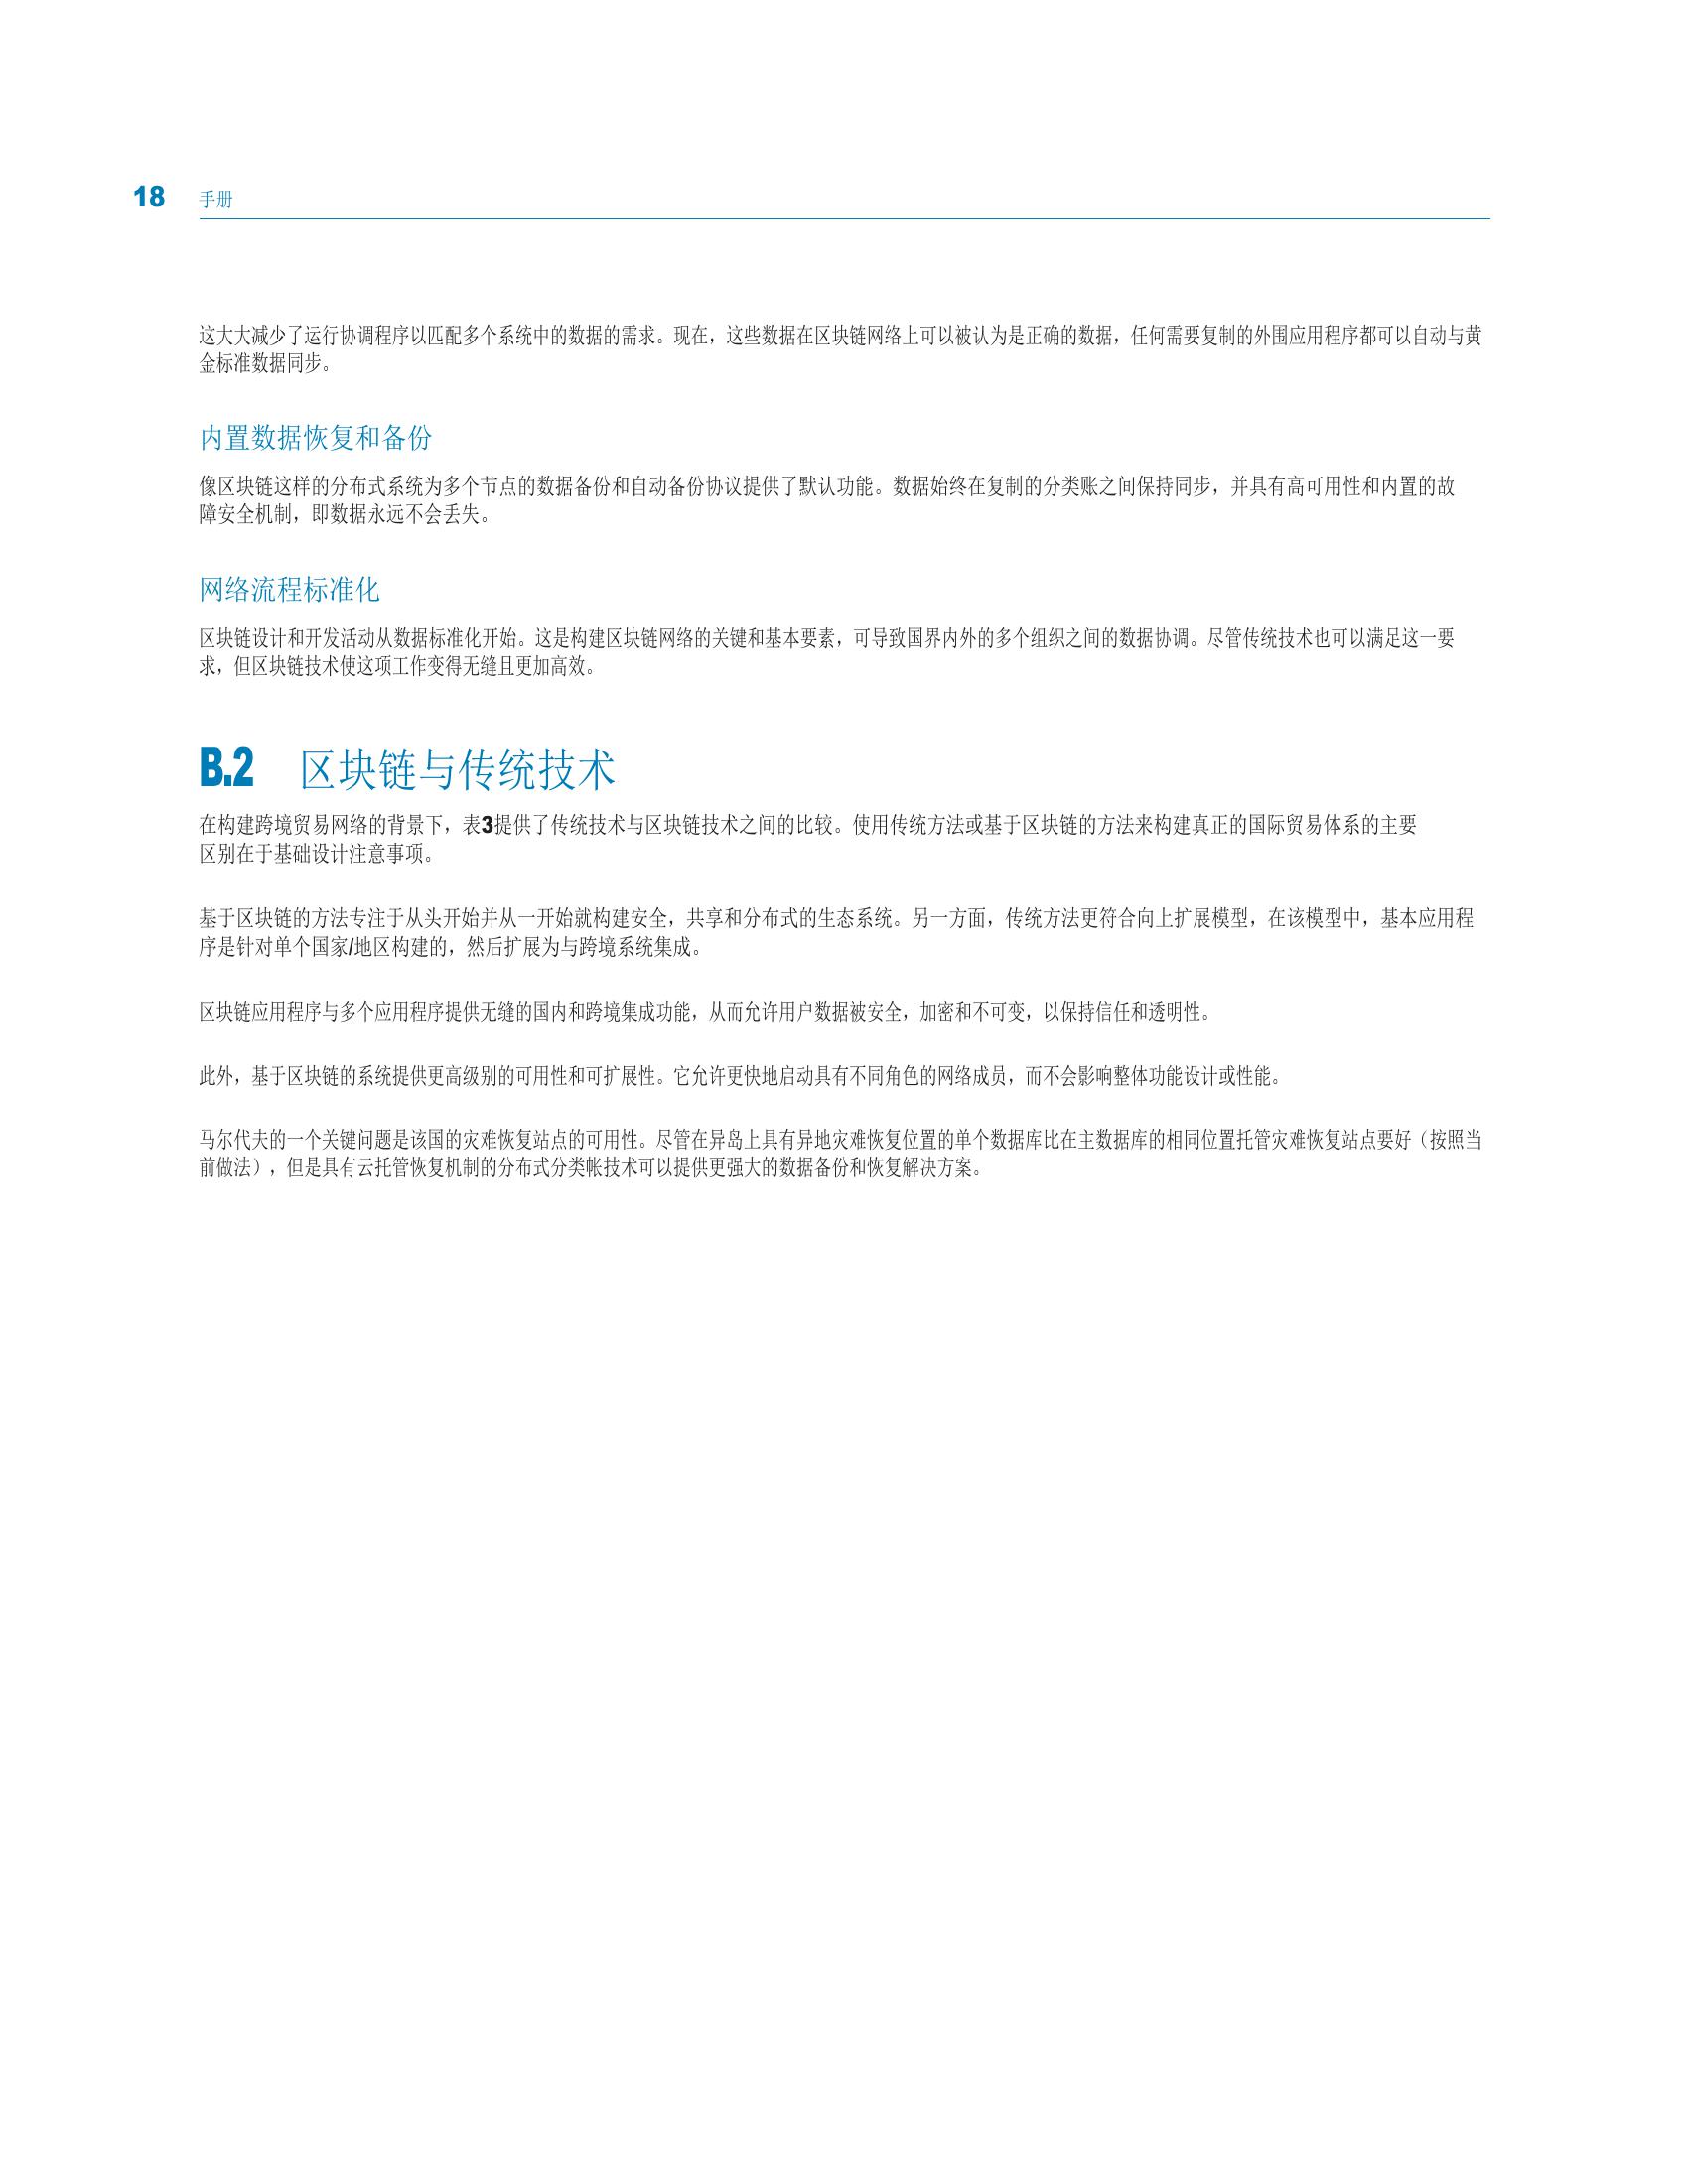 18 手册
这大大减少了运行协调程序以匹配多个系统中的数据的需求。现在，这些数据在区块链网络上可以被认为是正确的数据，任何需要复制的外围应用程序都可以自动与黄
金标准数据同步。
内置数据恢复和备份
像区块链这样的分布式系统为多个节点的数据备份和自动备份协议提供了默认功能。数据始终在复制的分类账之间保持同步，并具有高可用性和内置的故
障安全机制，即数据永远不会丢失。
网络流程标准化
区块链设计和开发活动从数据标准化开始。这是构建区块链网络的关键和基本要素，可导致国界内外的多个组织之间的数据协调。尽管传统技术也可以满足这一要
求，但区块链技术使这项工作变得无缝且更加高效。
B.2 区块链与传统技术
在构建跨境贸易网络的背景下，表3提供了传统技术与区块链技术之间的比较。使用传统方法或基于区块链的方法来构建真正的国际贸易体系的主要
区别在于基础设计注意事项。
基于区块链的方法专注于从头开始并从一开始就构建安全，共享和分布式的生态系统。另一方面，传统方法更符合向上扩展模型，在该模型中，基本应用程
序是针对单个国家/地区构建的，然后扩展为与跨境系统集成。
区块链应用程序与多个应用程序提供无缝的国内和跨境集成功能，从而允许用户数据被安全，加密和不可变，以保持信任和透明性。
此外，基于区块链的系统提供更高级别的可用性和可扩展性。它允许更快地启动具有不同角色的网络成员，而不会影响整体功能设计或性能。
马尔代夫的一个关键问题是该国的灾难恢复站点的可用性。尽管在异岛上具有异地灾难恢复位置的单个数据库比在主数据库的相同位置托管灾难恢复站点要好（按照当
前做法），但是具有云托管恢复机制的分布式分类帐技术可以提供更强大的数据备份和恢复解决方案。